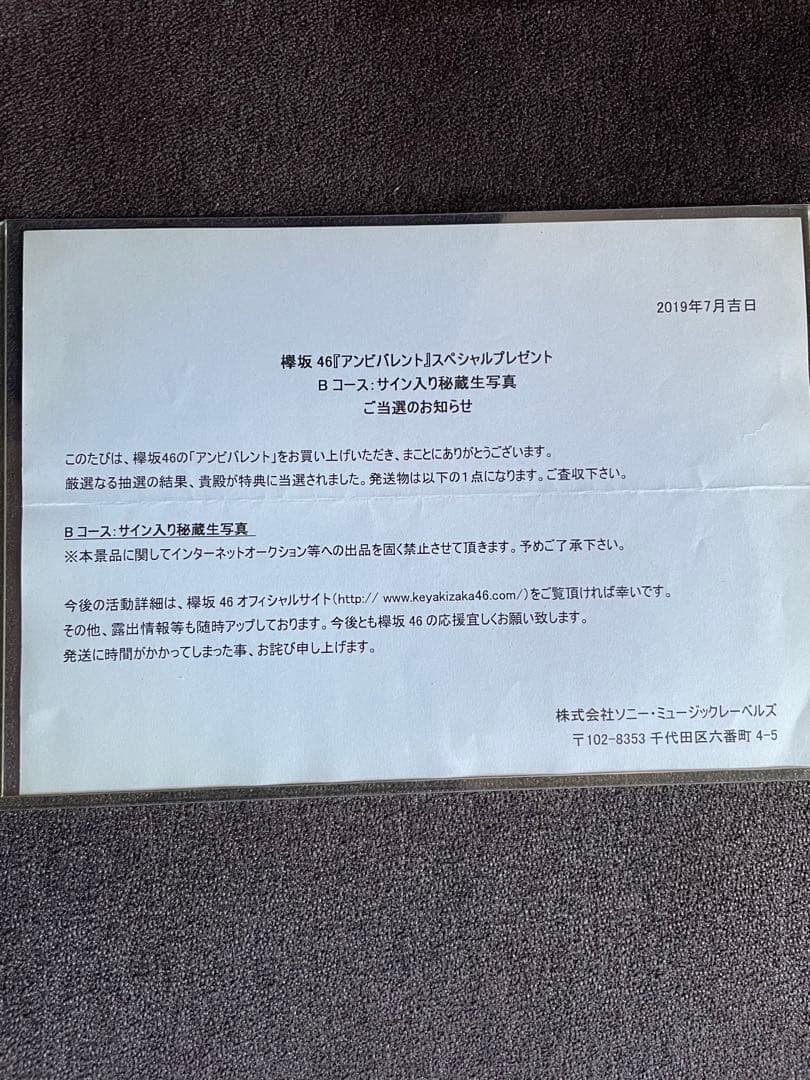 2019年7月吉日
欅坂 46『アンビバレント』スペシャルプレゼント
B コース:サイン入り秘蔵生写真
ご当選のお知らせ
このたびは、欅坂46の「アンビバレント」をお買い上げいただき、まことにありがとうございます。
厳選なる抽選の結果、貴殿が特典に当選されました。発送物は以下の1点になります。ご査収下さい。
B コース:サイン入り秘蔵生写真
※本景品に関してインターネットオークション等への出品を固く禁止させて頂きます。予めご了承下さい。
今後の活動詳細は、欅坂 46 オフィシャルサイト(http:// www.keyakizaka46.com/)をご覧頂ければ幸いです。
その他、露出情報等も随時アップしております。今後とも欅坂 46 の応援宜しくお願い致します。
発送に時間がかかってしまった事、お詫び申し上げます。
株式会社ソニー・ミュージックレーベルズ
〒102-8353 千代田区六番町 4-5